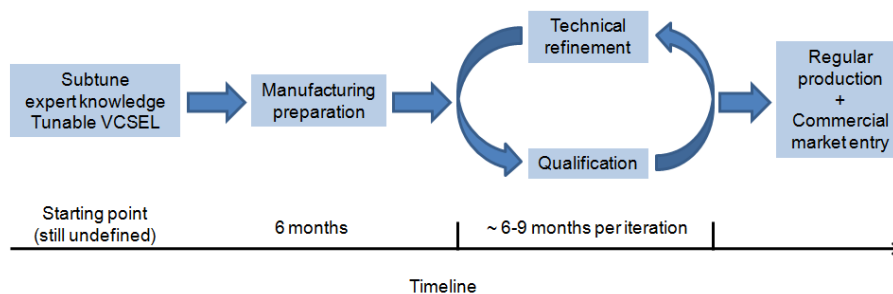 Subtune
expert knowledge
Tunable VCSEL
Manufacturing
preparation
Technical
refinement
Qualification
Regular
production
+
Commercial
market entry
Starting point
(still undefined)
6 months
~ 6-9 months per iteration
Timeline